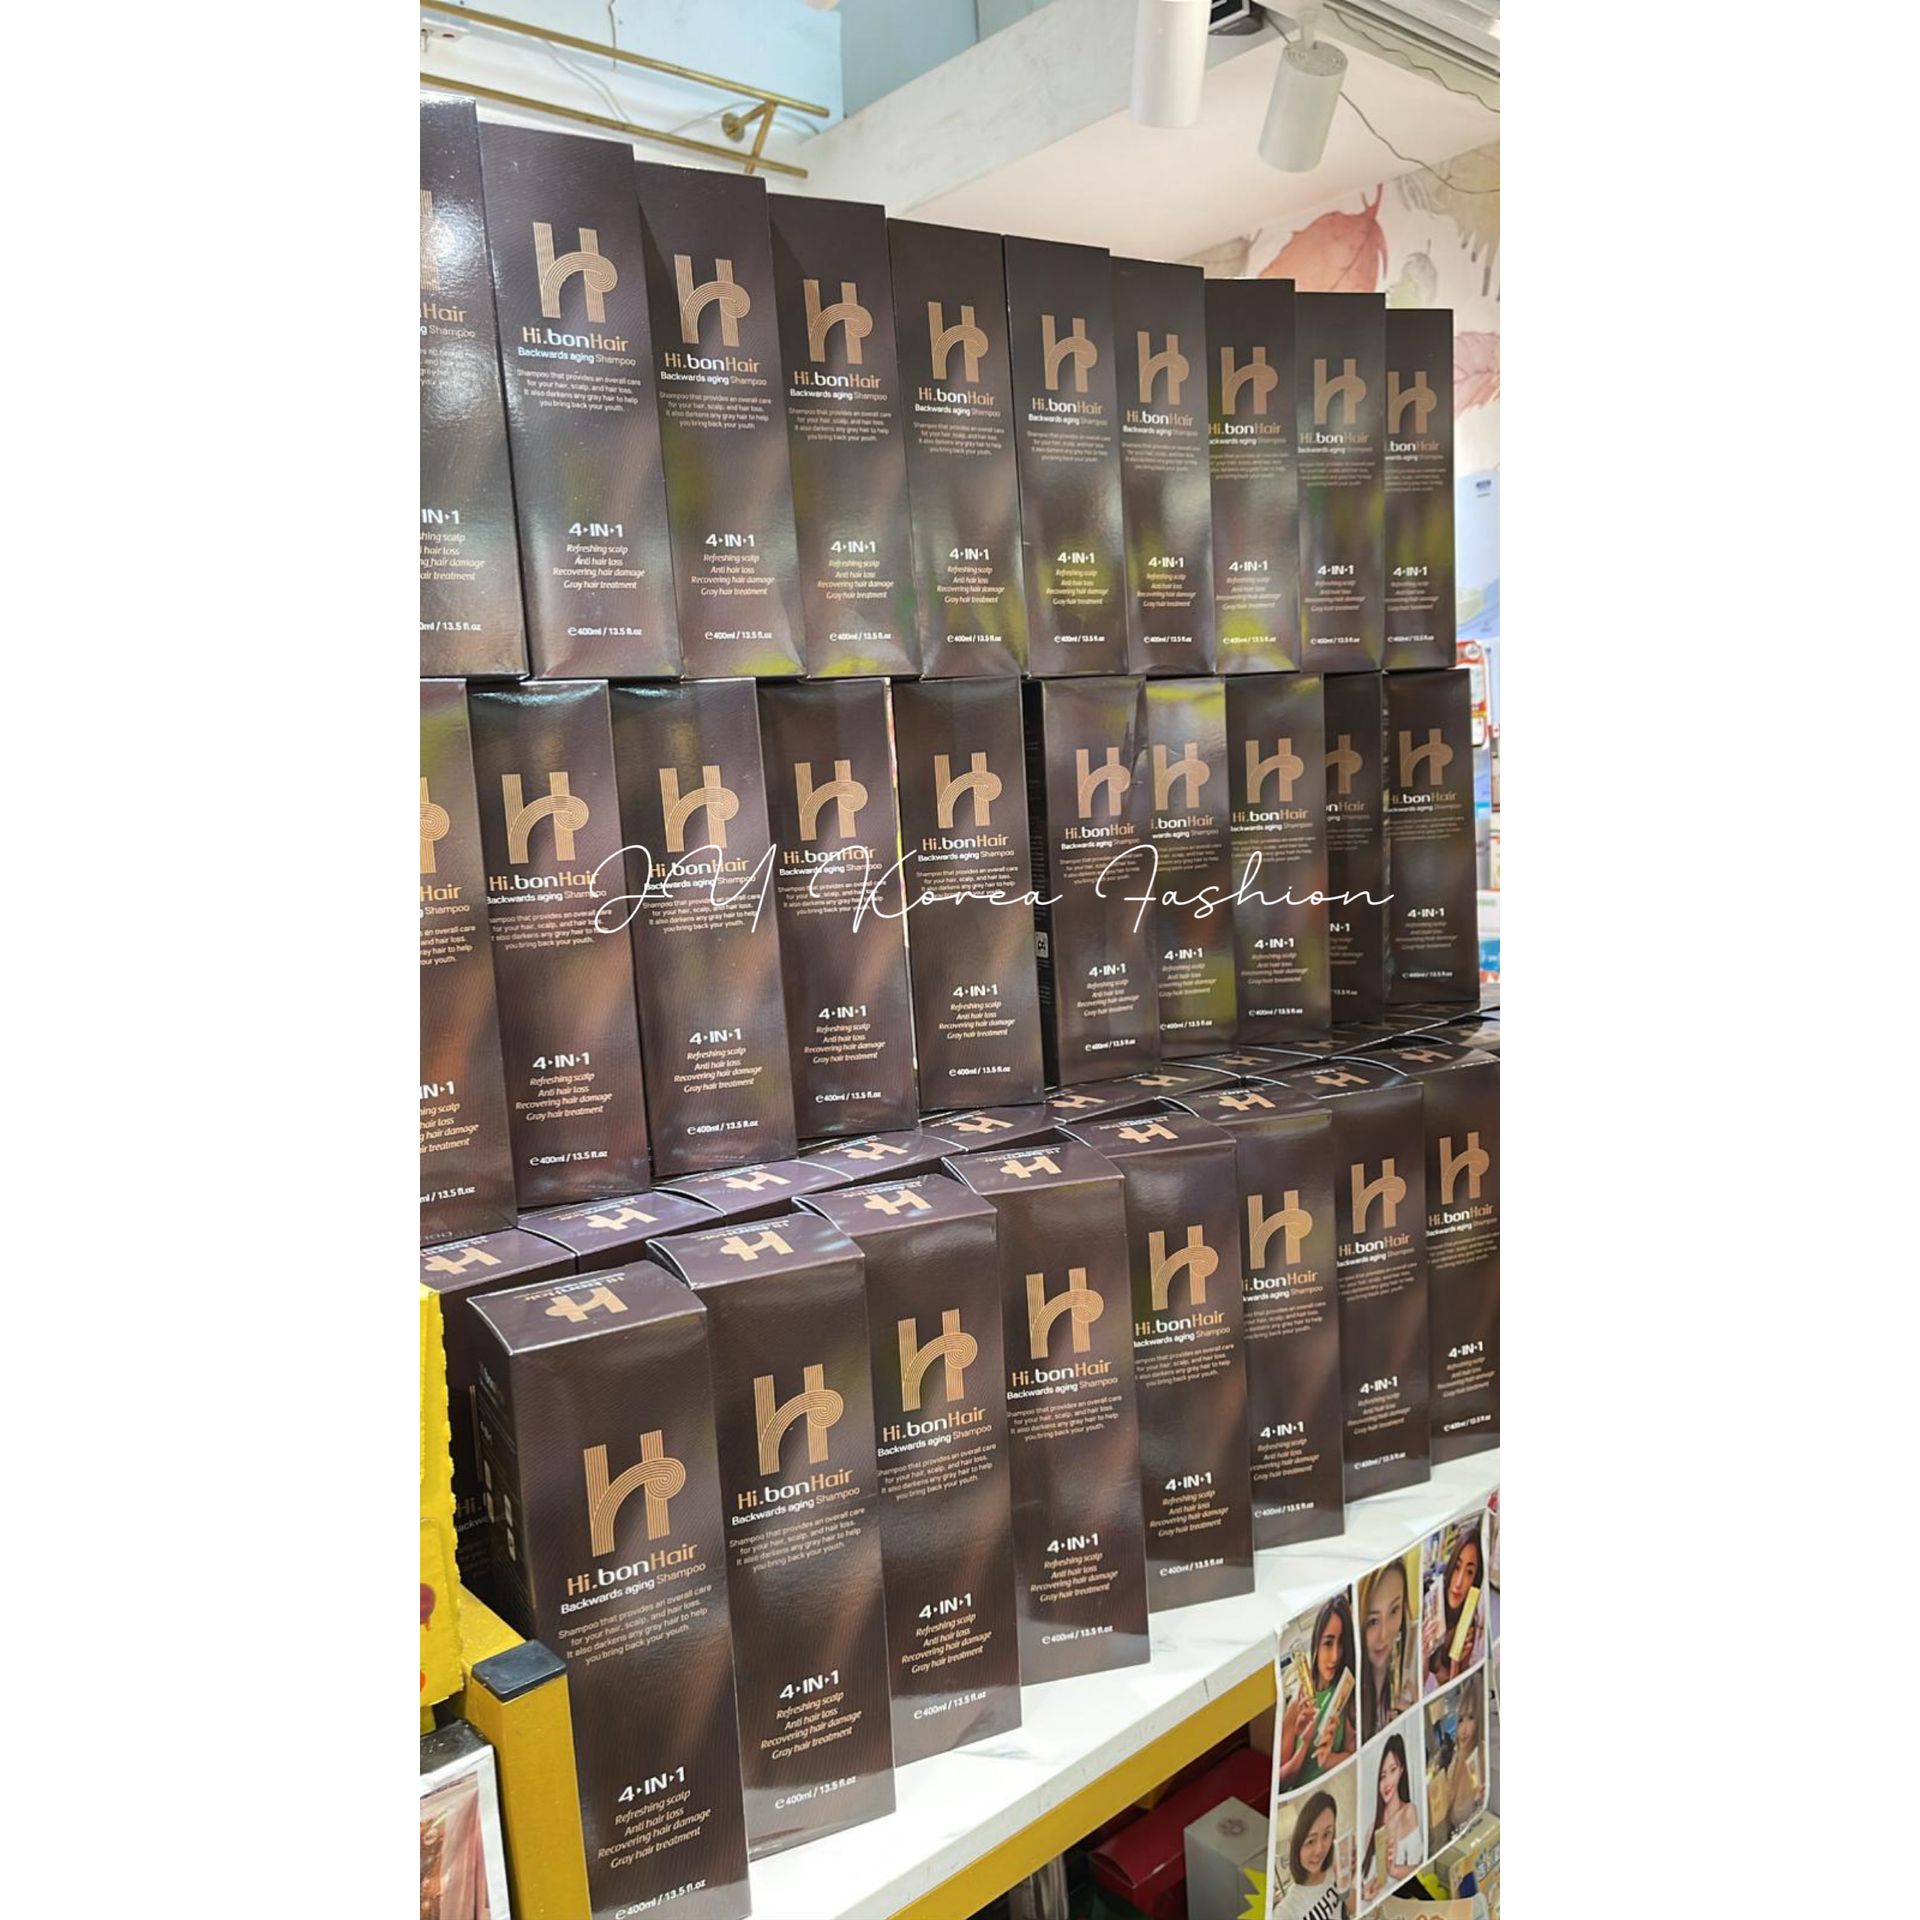 Hi.bonHair
Backwards aging Shampoo
Shampoo that provides an overall care
for your hair, scalp, and hair loss.
It also darkens any gray hair to help
you bring back your youth.
4·IN·1
Refreshing scalp
Anti hair loss
Recovering hair damage
Gray hair treatment
℮400ml / 13.5 fl.oz
JY Korea Fashion